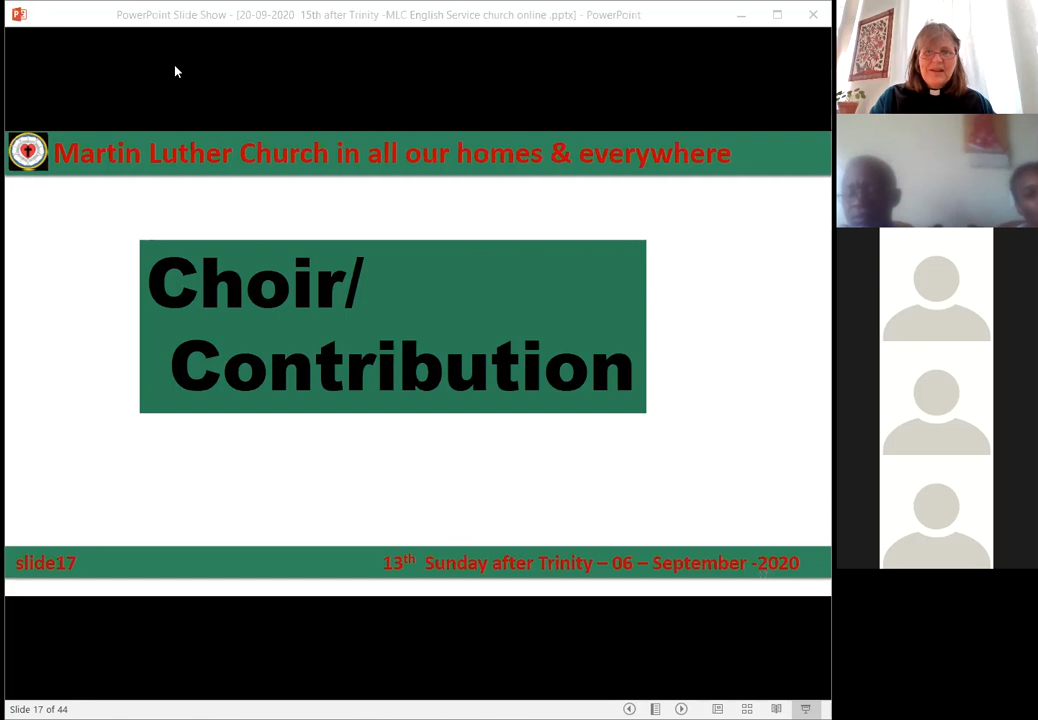 PowerPoint Slide Show - [20-09-2020 15th after Trinity -MLC English Service church online .pptx] - PowerPoint
Martin Luther Church in all our homes & everywhere
Choir/
Contribution
slide17
13th Sunday after Trinity – 06 – September -2020
Slide 17 of 44